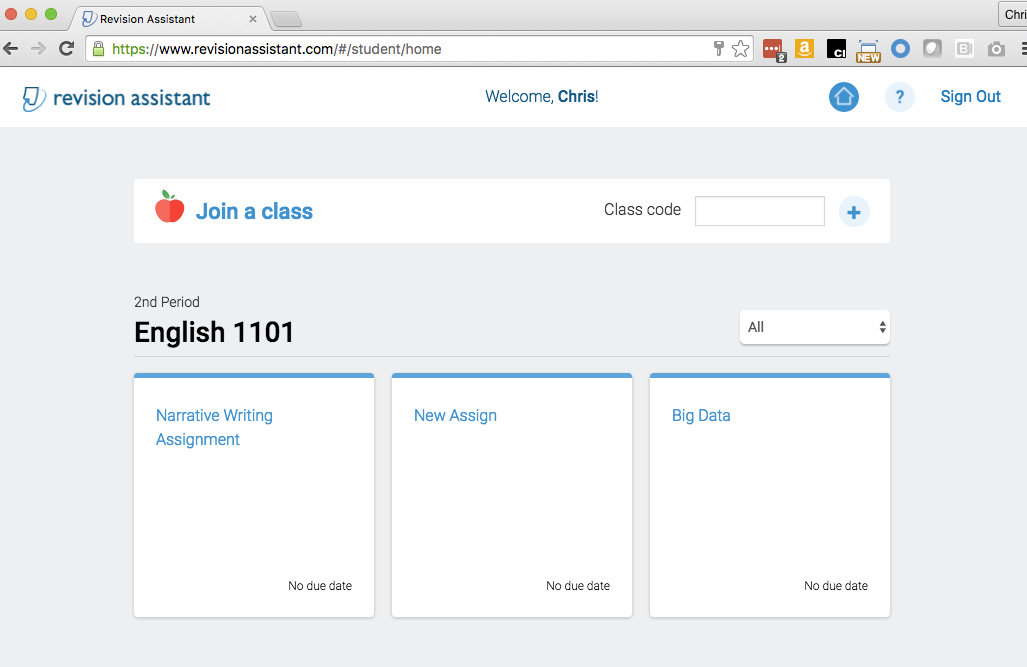 Revision Assistant
Chri
https://www.revisionassistant.com/#/student/home
2
a
CI
NEW
B
revision assistant
Welcome, Chris!
?
Sign Out
Join a class
Class code
+
2nd Period
English 1101
All
Narrative Writing
Assignment
New Assign
Big Data
No due date
No due date
No due date